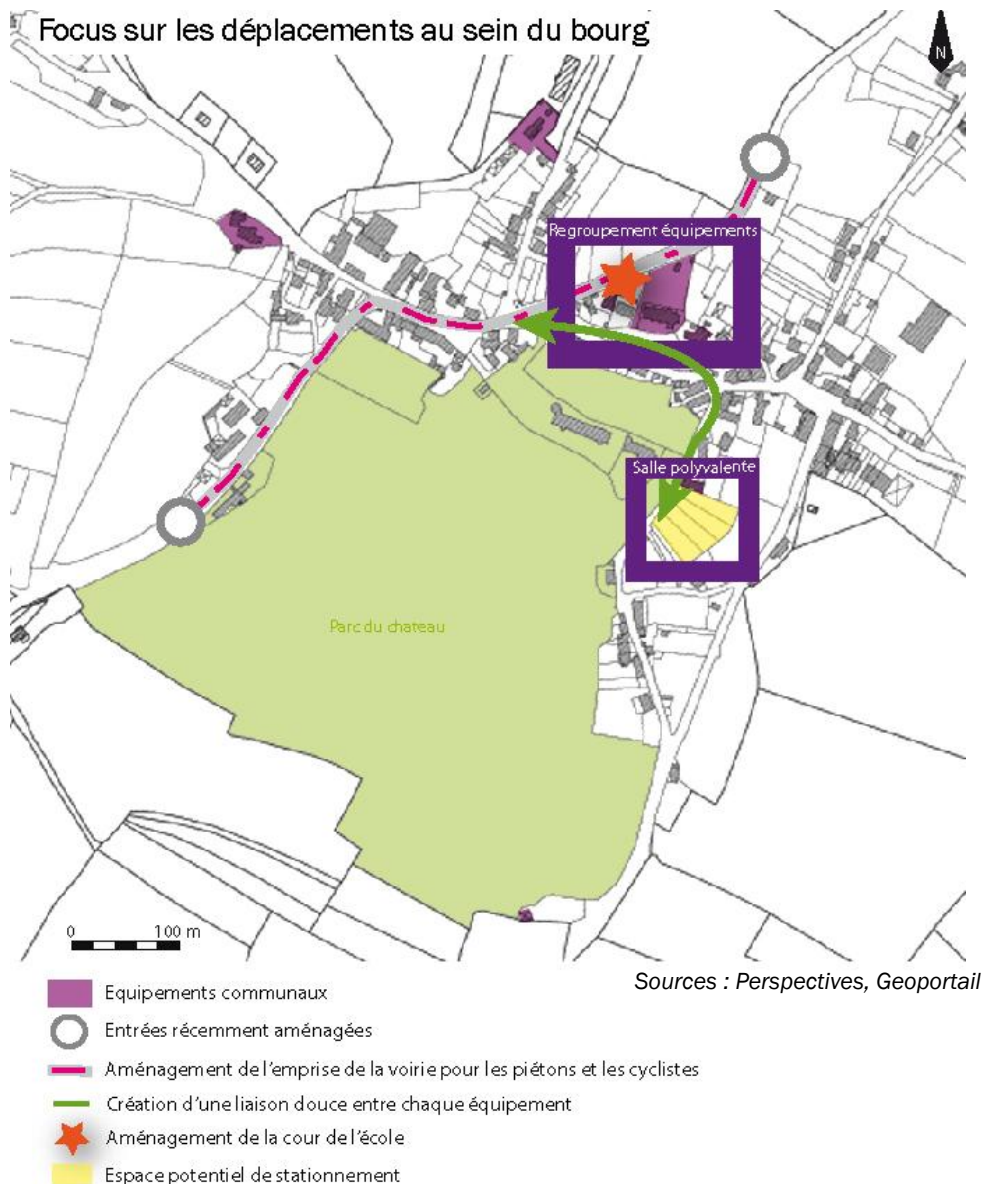 Focus sur les déplacements au sein du bourg
N
Regroupement équipements
Salle polyvalente
Parc du chateau
0 100 m
Sources : Perspectives, Geoportail
Equipements communaux
Entrées récemment aménagées
Aménagement de l'emprise de la voirie pour les piétons et les cyclistes
Création d'une liaison douce entre chaque équipement
Aménagement de la cour de l'école
Espace potentiel de stationnement